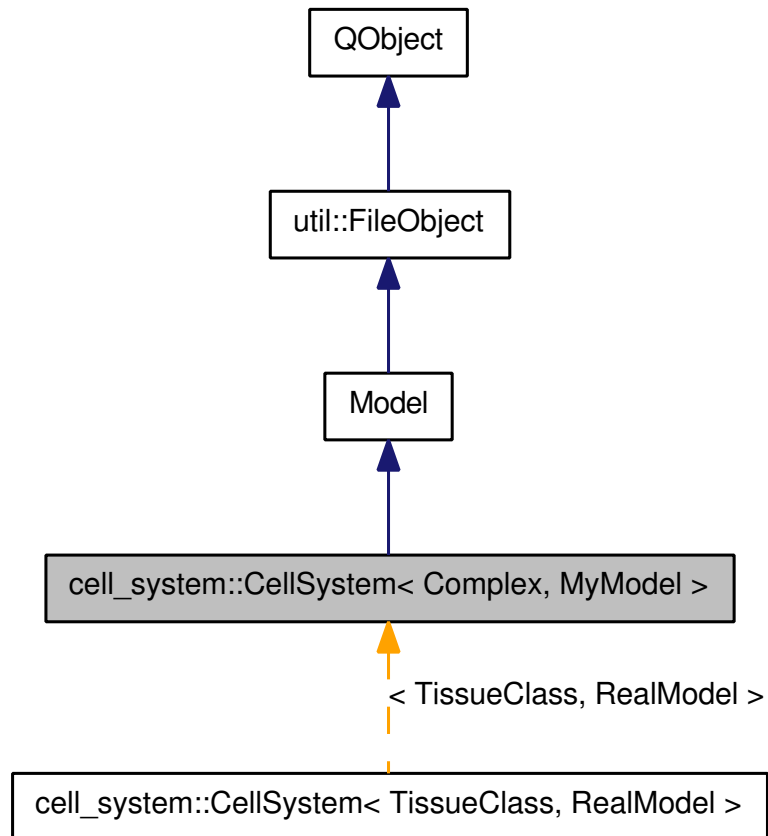 QObject
util::FileObject
Model
cell_system::CellSystem< Complex, MyModel >
< TissueClass, RealModel >
cell_system::CellSystem< TissueClass, RealModel >